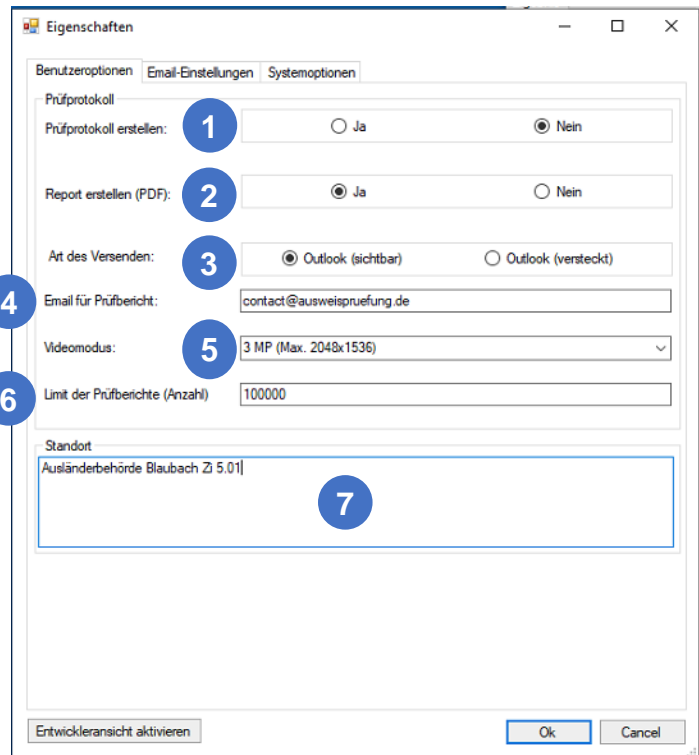 Eigenschaften
Benutzeroptionen Email-Einstellungen Systemoptionen
Prüfprotokoll
Prüfprotokoll erstellen: 1 Ja Nein
Report erstellen (PDF): 2 Ja Nein
Art des Versenden: 3 Outlook (sichtbar) Outlook (versteckt)
4 Email für Prüfbericht: contact@ausweispruefung.de
Videomodus: 5 3 MP (Max. 2048x1536)
6 Limit der Prüfberichte (Anzahl) 100000
Standort
Ausländerbehörde Blaubach Zi 5.01
7
Entwickleransicht aktivieren Ok Cancel